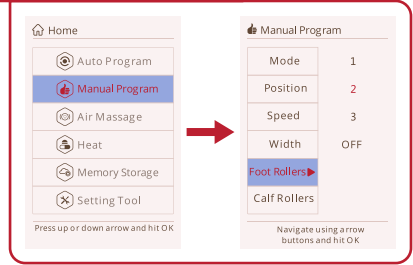 Home
Auto Program
Manual Program
Air Massage
Heat
Memory Storage
Setting Tool
Press up or down arrow and hit OK
Manual Program
Mode 1
Position 2
Speed 3
Width OFF
Foot Rollers
Calf Rollers
Navigate using arrow
buttons and hit OK